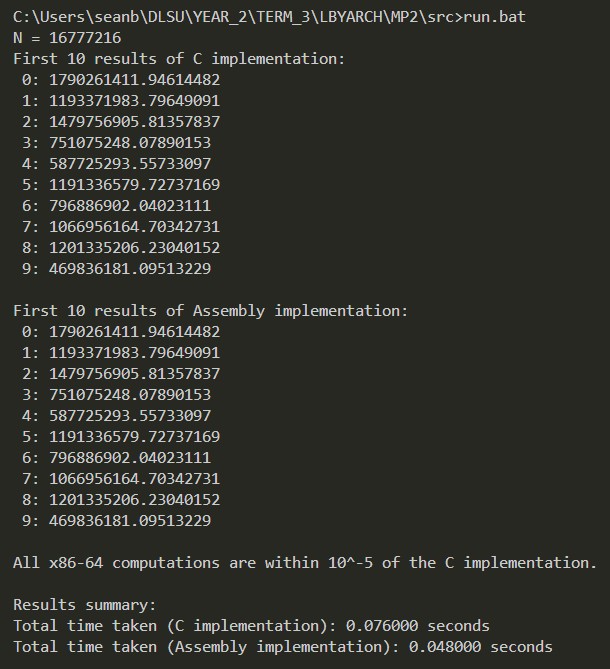 C:\Users\seanb\DLSU\YEAR_2\TERM_3\LBYARCH\MP2\src>run.bat
N = 16777216
First 10 results of C implementation:
0: 1790261411.94614482
1: 1193371983.79649091
2: 1479756905.81357837
3: 751075248.07890153
4: 587725293.55733097
5: 1191336579.72737169
6: 796886902.04023111
7: 1066956164.70342731
8: 1201335206.23040152
9: 469836181.09513229

First 10 results of Assembly implementation:
0: 1790261411.94614482
1: 1193371983.79649091
2: 1479756905.81357837
3: 751075248.07890153
4: 587725293.55733097
5: 1191336579.72737169
6: 796886902.04023111
7: 1066956164.70342731
8: 1201335206.23040152
9: 469836181.09513229

All x86-64 computations are within 10^-5 of the C implementation.

Results summary:
Total time taken (C implementation): 0.076000 seconds
Total time taken (Assembly implementation): 0.048000 seconds